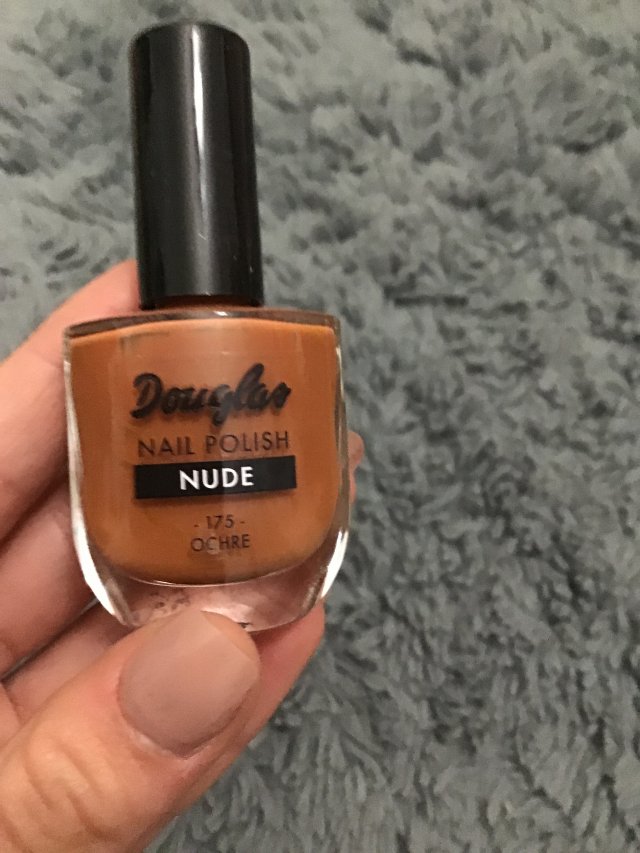 Douglas
NAIL POLISH
NUDE
- 175 -
OCHRE